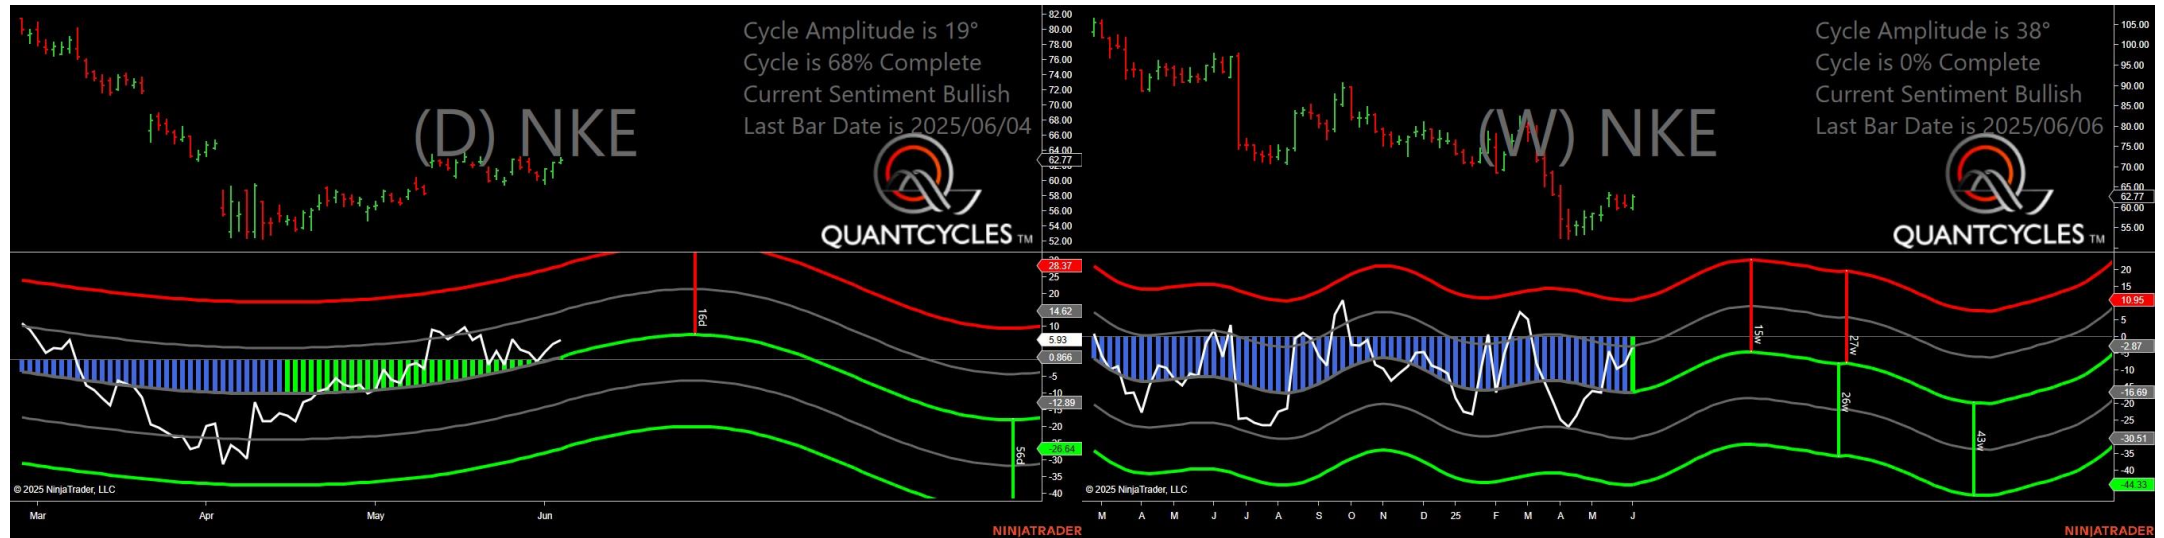 Cycle Amplitude is 19°
Cycle is 68% Complete
Current Sentiment Bullish
Last Bar Date is 2025/06/04
(D) NKE
QUANTCYCLES TM
82.00
80.00
78.00
76.00
74.00
72.00
70.00
68.00
66.00
64.00
62.77
60.00
58.00
56.00
54.00
52.00
28.37
25
20
14.62
10
5.93
0.866
-5
-10
-12.89
-20
-26.64
-30
-35
-40
16d
56d
© 2025 NinjaTrader, LLC
Mar Apr May Jun
NINJATRADER
Cycle Amplitude is 38°
Cycle is 0% Complete
Current Sentiment Bullish
Last Bar Date is 2025/06/06
(W) NKE
QUANTCYCLES TM
105.00
100.00
95.00
90.00
85.00
80.00
75.00
70.00
65.00
62.77
60.00
55.00
20
15
10.95
5
0
-2.87
-10
-16.69
-20
-25
-30.51
-35
-40
-44.33
15w
27w
26w
43w
© 2025 NinjaTrader, LLC
M A M J J A S O N D 25 F M A M J
NINJATRADER